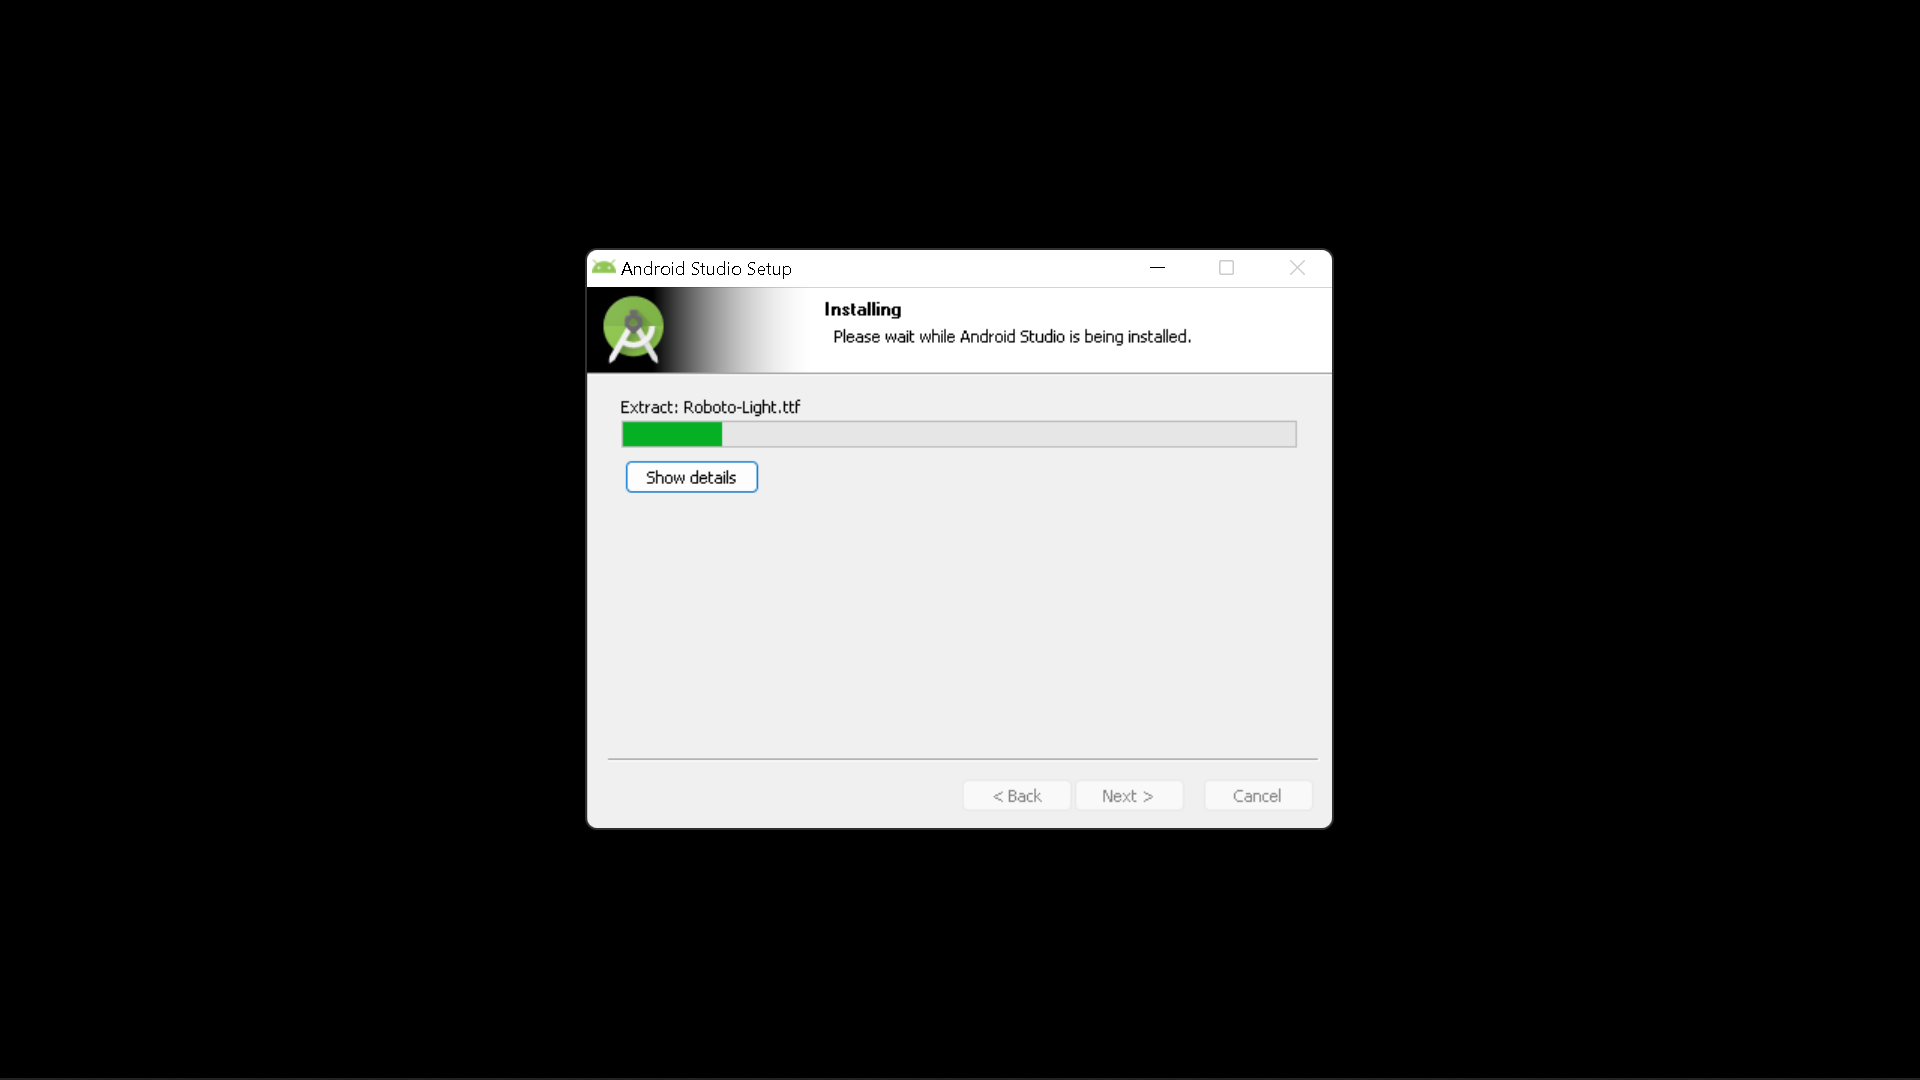 Android Studio Setup
Installing
Please wait while Android Studio is being installed.
Extract: Roboto-Light.ttf
Show details
< Back
Next >
Cancel